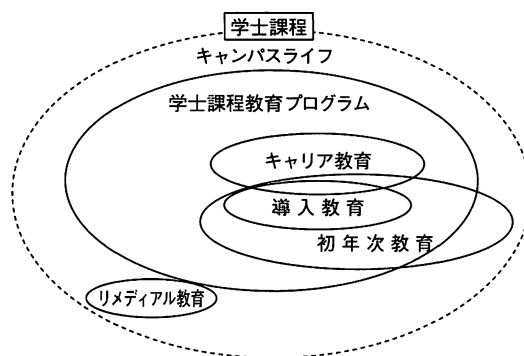 学士課程
キャンパスライフ
学士課程教育プログラム
キャリア教育
導入教育
初年次教育
リメディアル教育